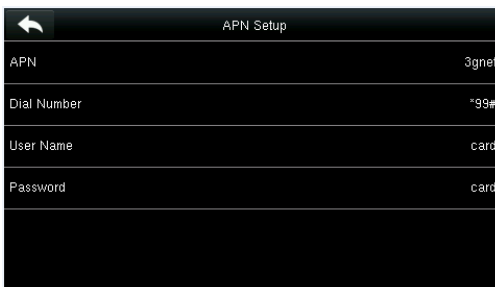 APN Setup
APN 3gnet
Dial Number *99#
User Name card
Password card